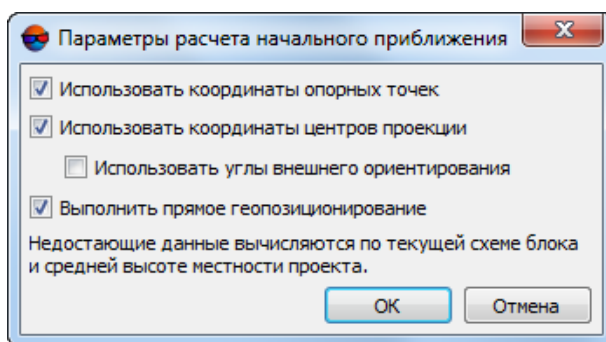 Параметры расчета начального приближения
Использовать координаты опорных точек
Использовать координаты центров проекции
Использовать углы внешнего ориентирования
Выполнить прямое геопозиционирование
Недостающие данные вычисляются по текущей схеме блока
и средней высоте местности проекта.
OK Отмена